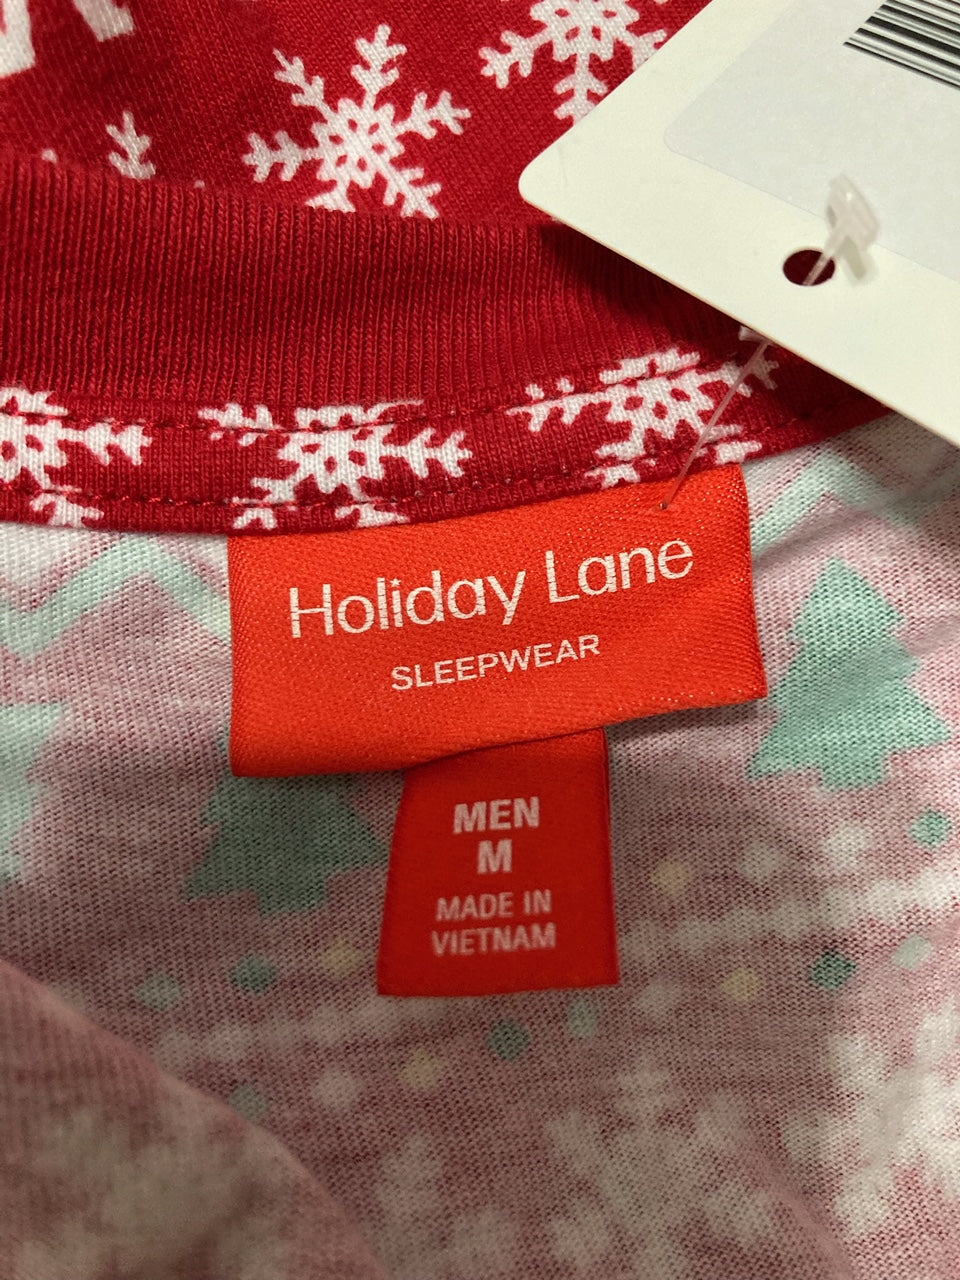 Holiday Lane
SLEEPWEAR
MEN
M
MADE IN
VIETNAM